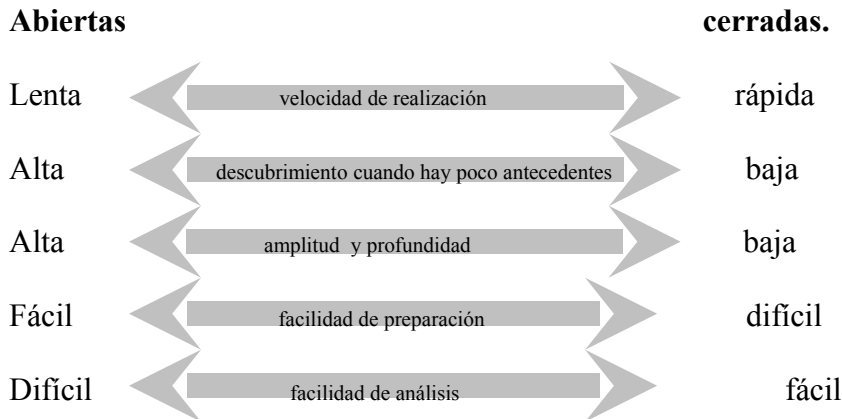 Abiertas cerradas.
Lenta velocidad de realización rápida
Alta descubrimiento cuando hay poco antecedentes baja
Alta amplitud y profundidad baja
Fácil facilidad de preparación difícil
Difícil facilidad de análisis fácil